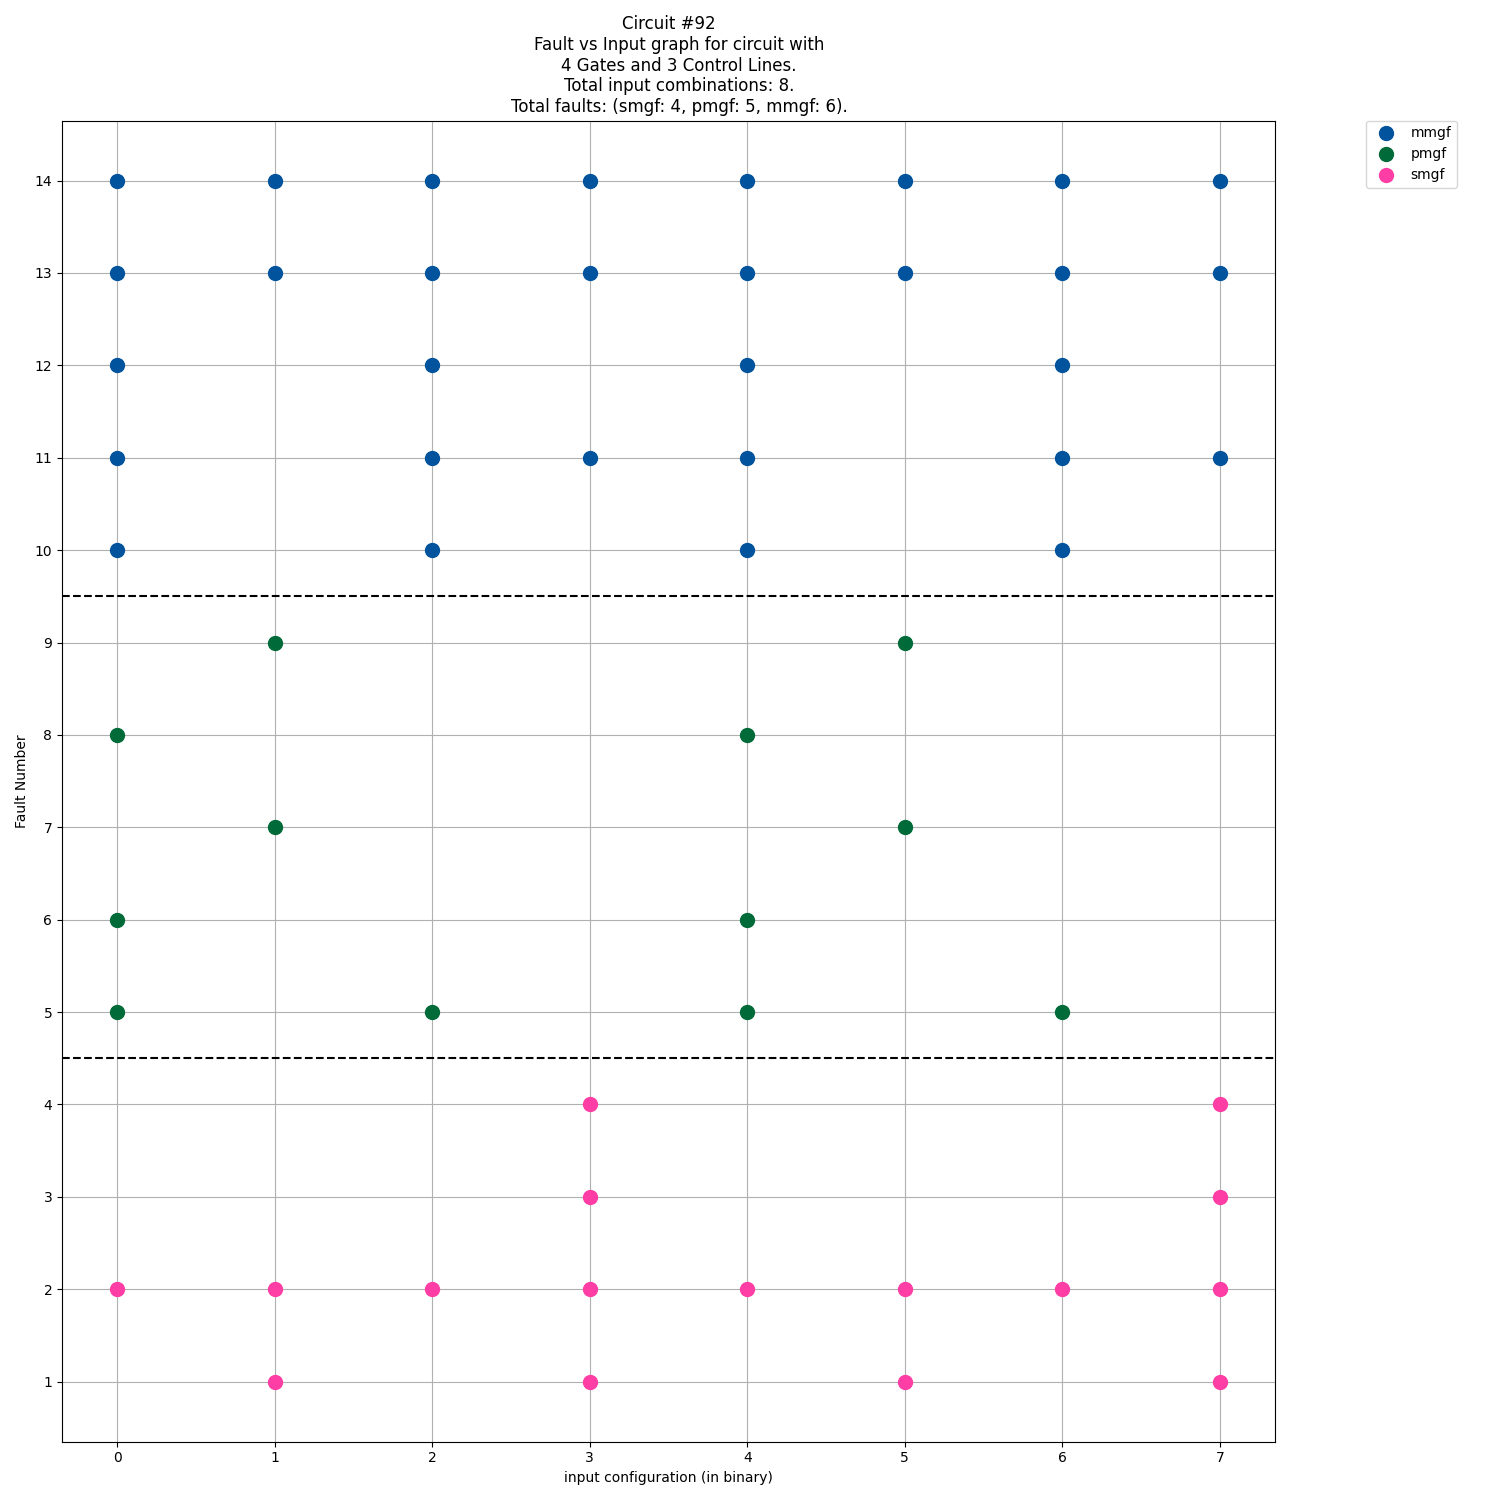 Circuit #92
Fault vs Input graph for circuit with
4 Gates and 3 Control Lines.
Total input combinations: 8.
Total faults: (smgf: 4, pmgf: 5, mmgf: 6).
mmgf
pmgf
smgf
14
13
12
11
10
9
8
7
6
5
4
3
2
1
Fault Number
0 1 2 3 4 5 6 7
input configuration (in binary)